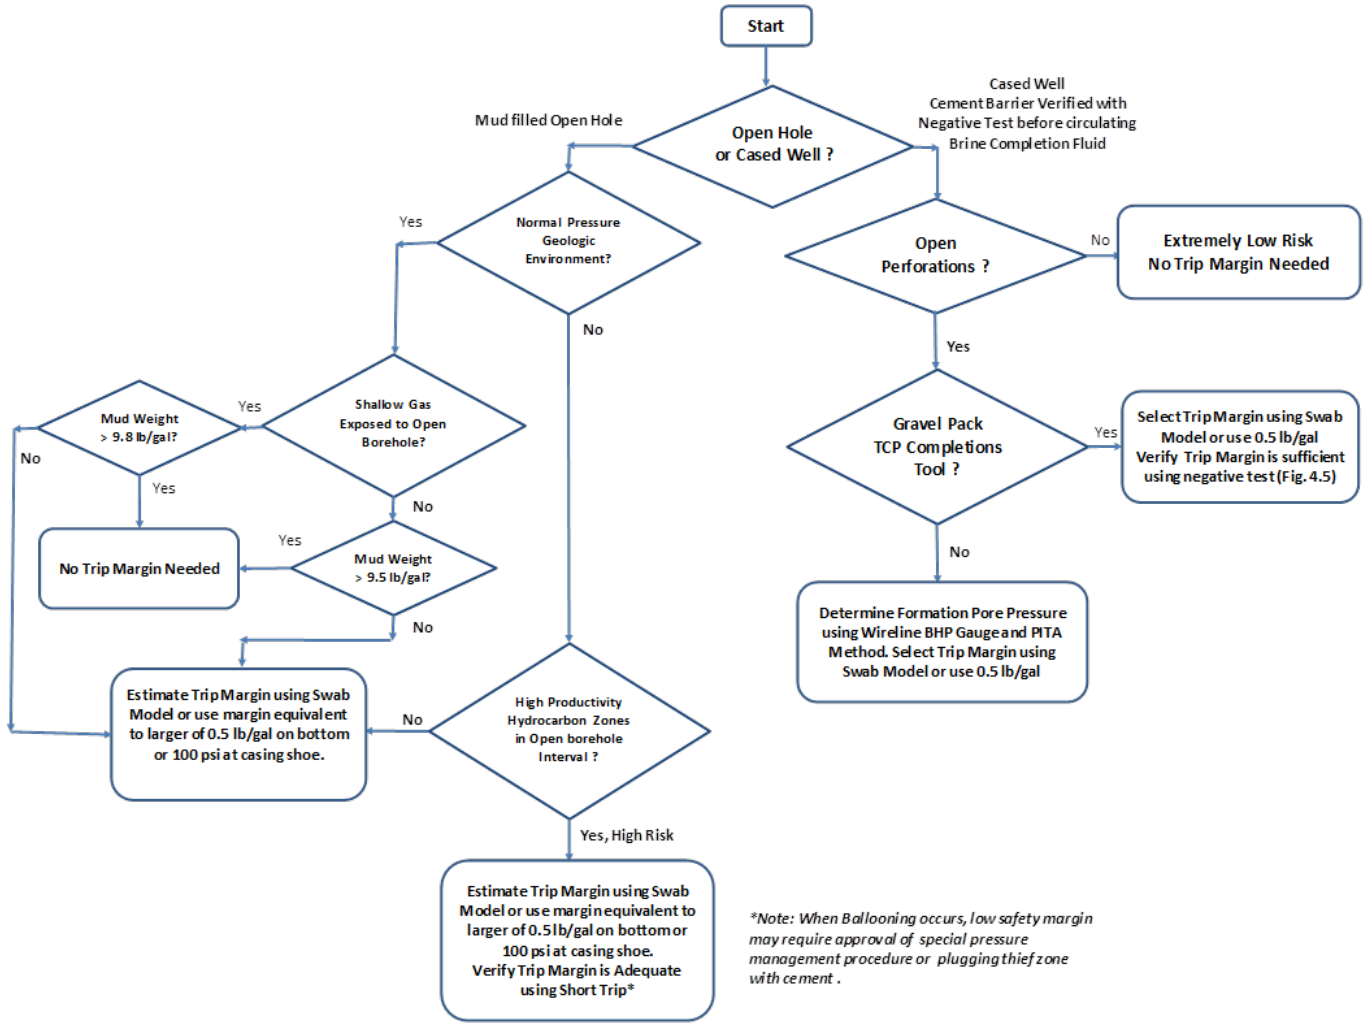 Start
Cased Well
Cement Barrier Verified with
Negative Test before circulating
Brine Completion Fluid
Mud filled Open Hole
Open Hole
or Cased Well ?
Yes
Normal Pressure
Geologic
Environment?
Open
Perforations ?
No
Extremely Low Risk
No Trip Margin Needed
No
Yes
Mud Weight
> 9.8 lb/gal?
Yes
Shallow Gas
Exposed to Open
Borehole?
Gravel Pack
TCP Completions
Tool ?
Yes
Select Trip Margin using Swab
Model or use 0.5 lb/gal
Verify Trip Margin is sufficient
using negative test (Fig. 4.5)
No
Yes
No
No Trip Margin Needed
Yes
Mud Weight
> 9.5 lb/gal?
No
No
Determine Formation Pore Pressure
using Wireline BHP Gauge and PITA
Method. Select Trip Margin using
Swab Model or use 0.5 lb/gal
Estimate Trip Margin using Swab
Model or use margin equivalent
to larger of 0.5 lb/gal on bottom
or 100 psi at casing shoe.
No
High Productivity
Hydrocarbon Zones
in Open borehole
Interval ?
Yes, High Risk
Estimate Trip Margin using Swab
Model or use margin equivalent to
larger of 0.5 lb/gal on bottom or
100 psi at casing shoe.
Verify Trip Margin is Adequate
using Short Trip*
*Note: When Ballooning occurs, low safety margin
may require approval of special pressure
management procedure or plugging thief zone
with cement .